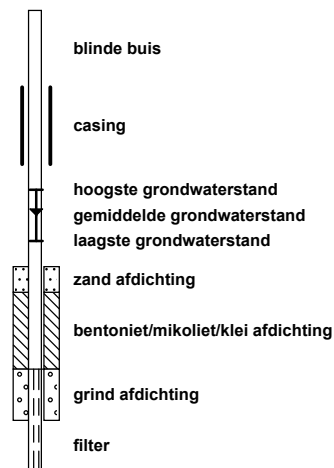 blinde buis
casing
hoogste grondwaterstand
gemiddelde grondwaterstand
laagste grondwaterstand
zand afdichting
bentoniet/mikoliet/klei afdichting
grind afdichting
filter